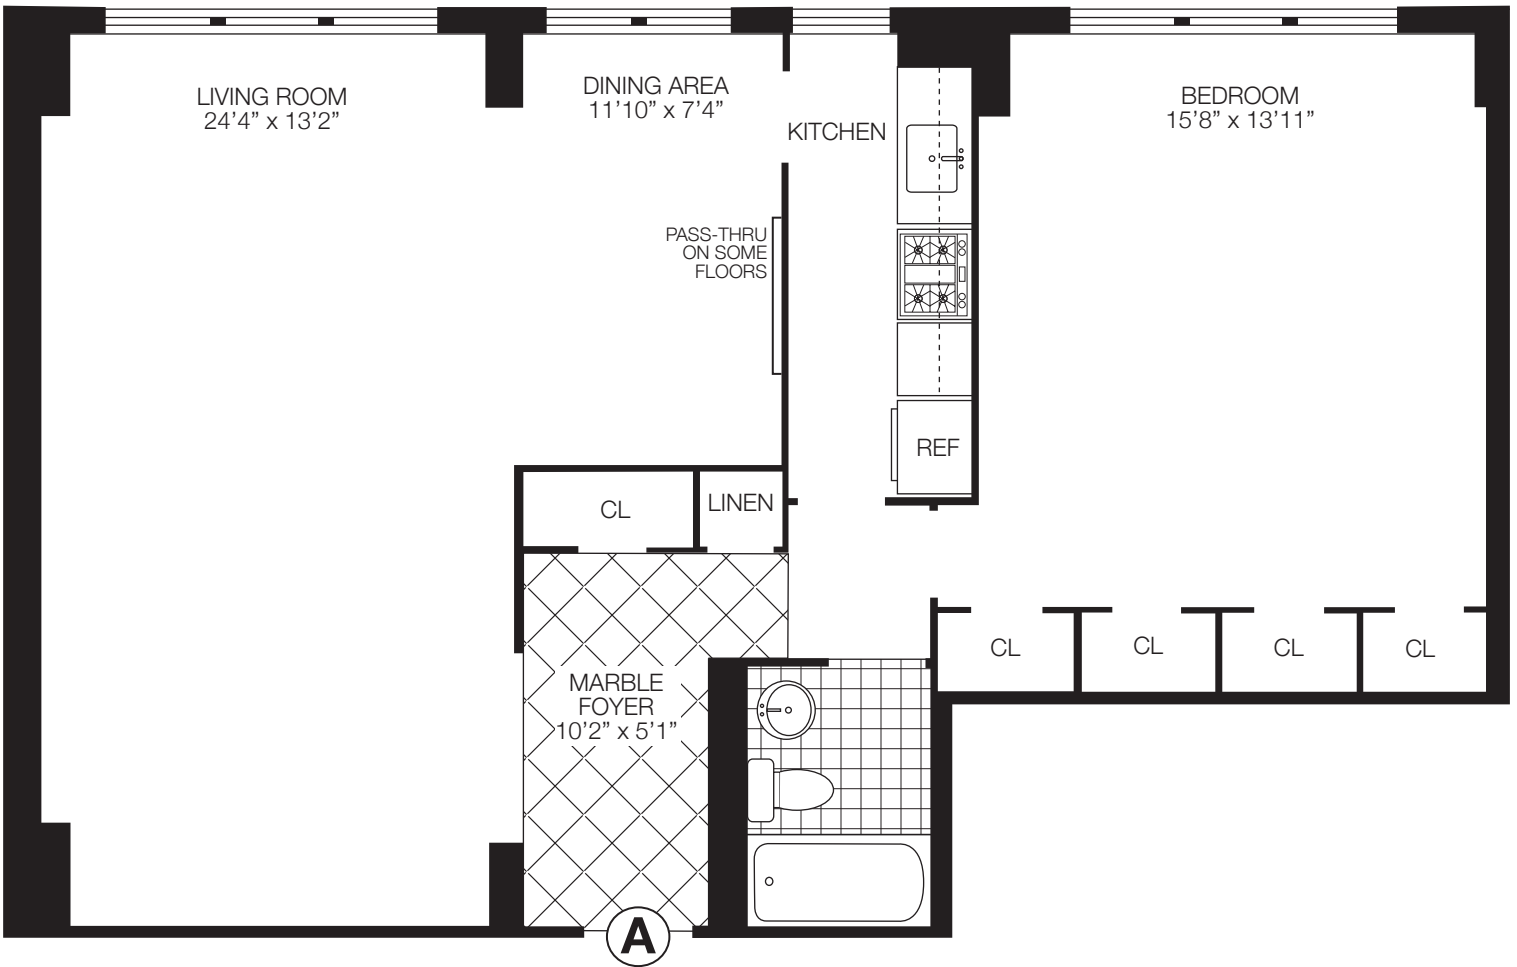 LIVING ROOM
24’4” x 13’2”
DINING AREA
11’10” x 7’4”
KITCHEN
BEDROOM
15’8” x 13’11”
PASS-THRU
ON SOME
FLOORS
REF
CL
LINEN
MARBLE
FOYER
10’2” x 5’1”
CL
CL
CL
CL
A